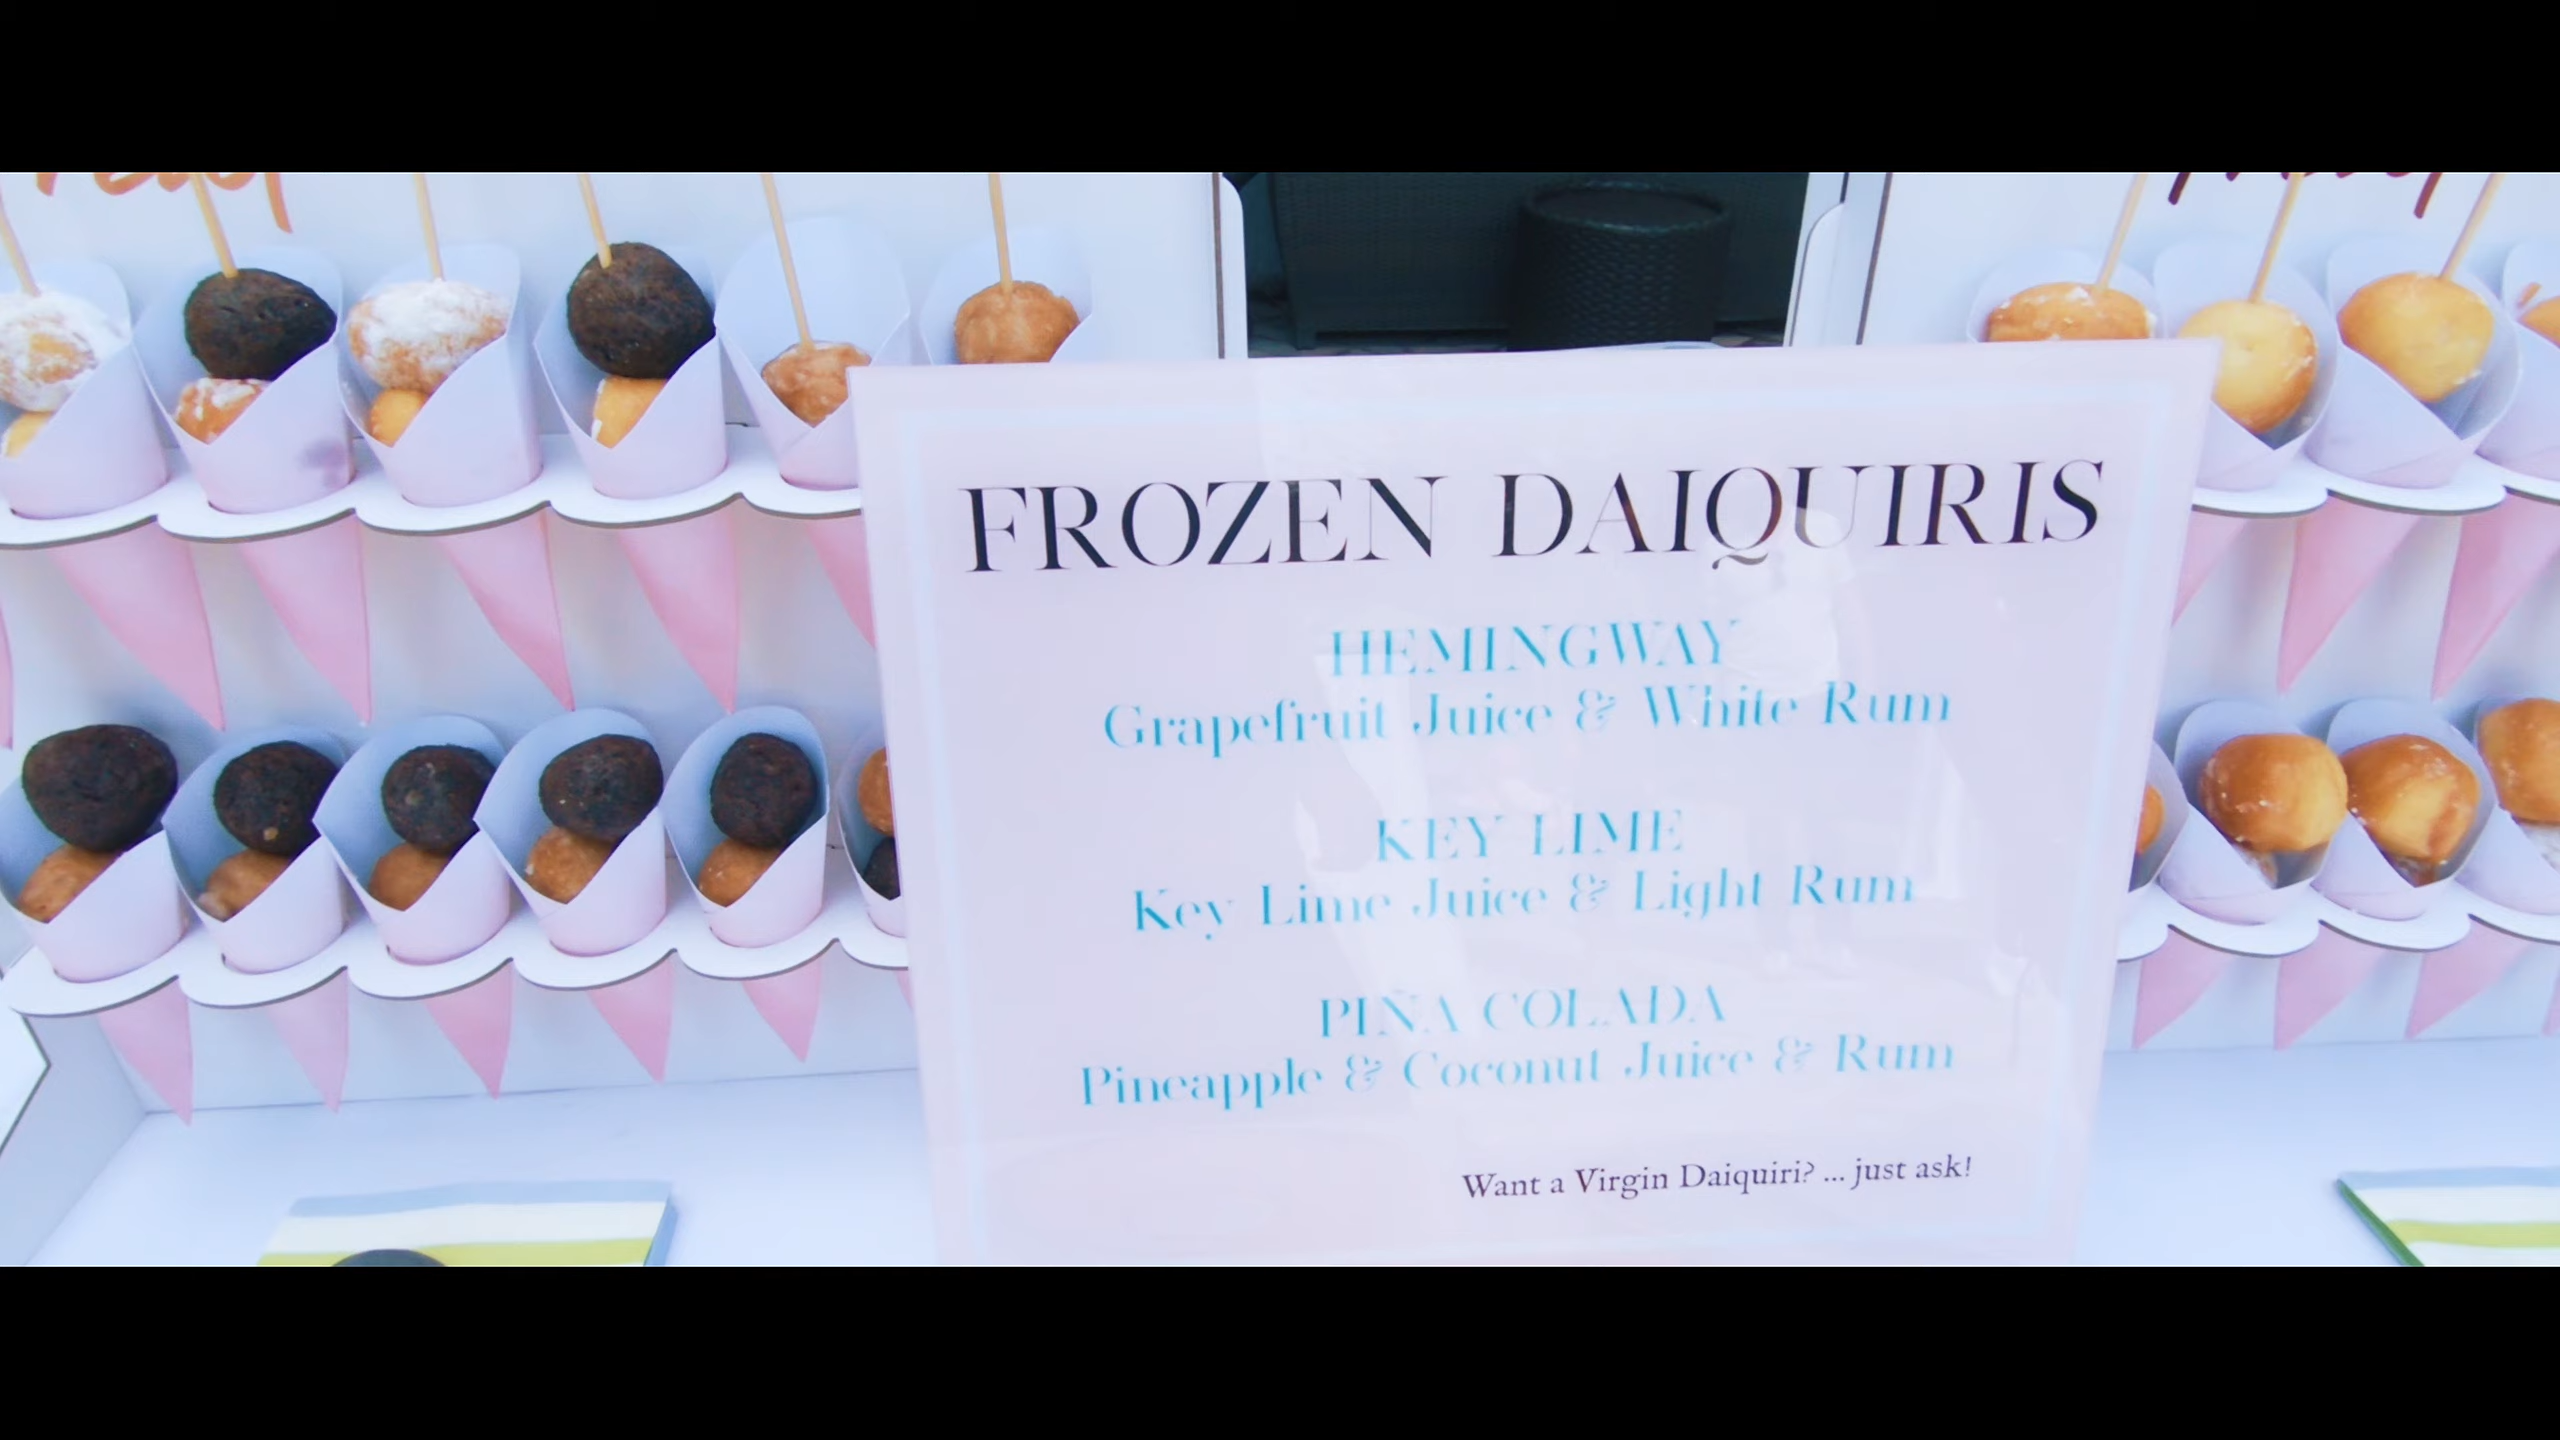 FROZEN DAIQUIRIS
HEMINGWAY
Grapefruit Juice & White Rum
KEY LIME
Key Lime Juice & Light Rum
PIÑA COLADA
Pineapple & Coconut Juice & Rum
Want a Virgin Daiquiri? ... just ask!